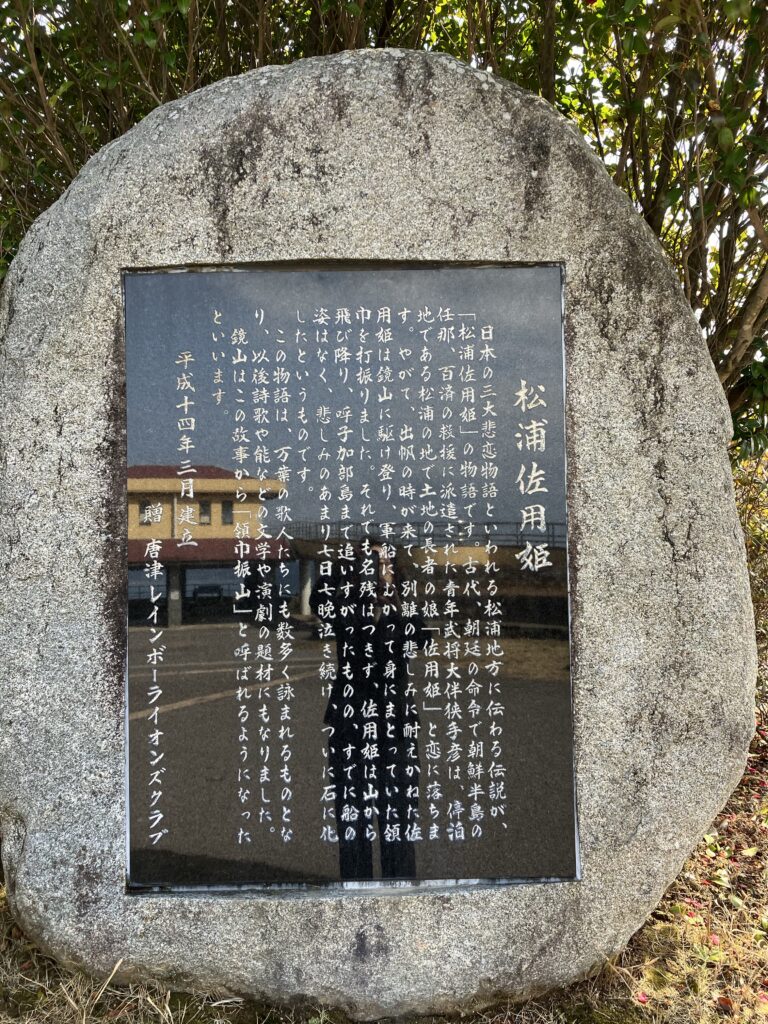 松浦佐用姫
日本の三大悲恋物語といわれる松浦地方に伝わる伝説が、
「松浦佐用姫」の物語です。古代、朝廷の命令で朝鮮半島の
任那、百済の救援に派遣された青年武将大伴狭手彦は、停泊
地である松浦の地で土地の長者の娘「佐用姫」と恋に落ちま
す。やがて、出帆の時が来て、別離の悲しみに耐えかねた佐
用姫は鏡山に駆け登り、軍船にむかって身にまとっていた領
巾を打振りました。それでも名残はつきず、佐用姫は山から
飛び降り、呼子加部島まで追いすがったものの、すでに船の
姿はなく、悲しみのあまり七日七晩泣き続け、ついに石に化
したというものです。
この物語は、万葉の歌人たちにも数多く詠まれるものとな
り、以後詩歌や能などの文学や演劇の題材にもなりました。
鏡山はこの故事から「領巾振山」と呼ばれるようになった
といいます。
平成十四年三月 建立
贈 唐津レインボーライオンズクラブ